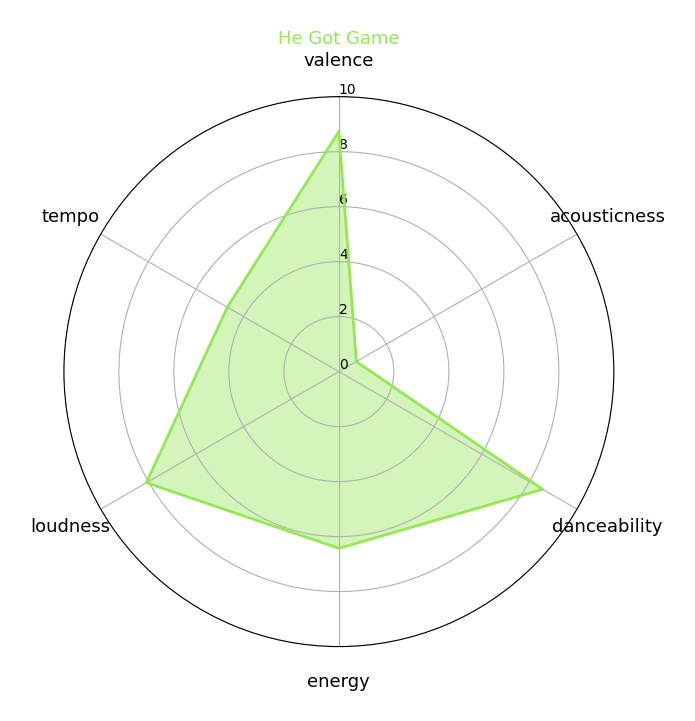 He Got Game
valence
10
8
6
4
2
0
tempo
acousticness
loudness
danceability
energy